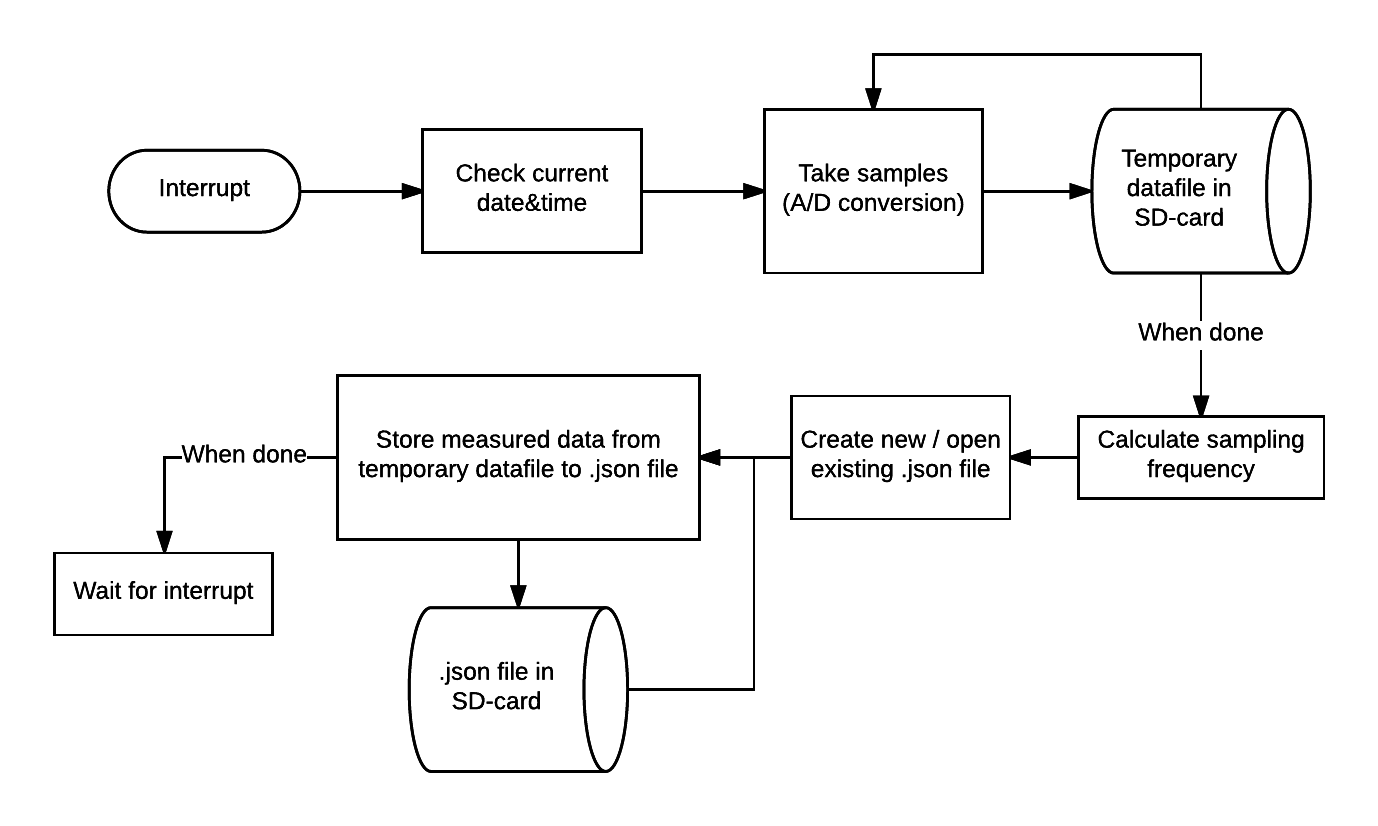 Interrupt
Check current
date&time
Take samples
(A/D conversion)
Temporary
datafile in
SD-card
When done
Calculate sampling
frequency
Create new / open
existing .json file
Store measured data from
temporary datafile to .json file
When done
Wait for interrupt
.json file in
SD-card